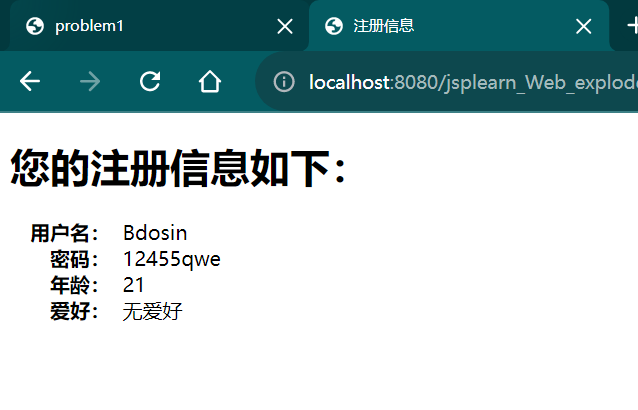 problem1
注册信息
localhost:8080/jsplearn_Web_explode
您的注册信息如下：
用户名： Bdosin
密码： 12455qwe
年龄： 21
爱好： 无爱好